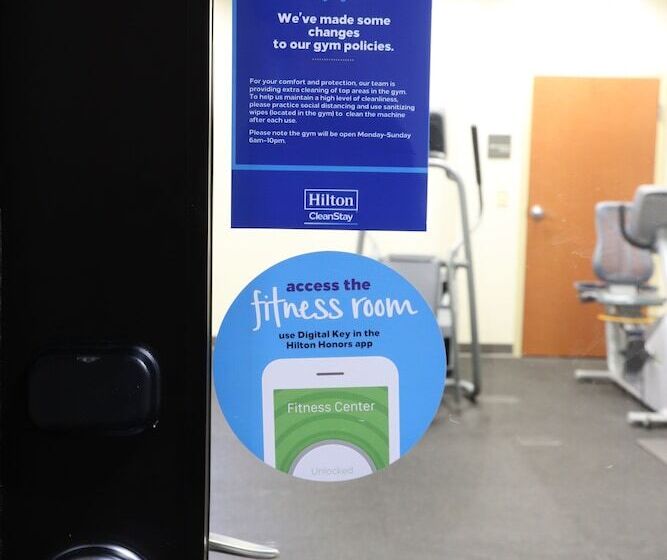 We've made some
changes
to our gym policies.
For your comfort and protection, our team is
providing extra cleaning of top areas in the gym.
To help us maintain a high level of cleanliness,
please practice social distancing and use sanitizing
wipes (located in the gym) to clean the machine
after each use.
Please note the gym will be open Monday-Sunday
6am-10pm.
Hilton
CleanStay
access the
fitness room
use Digital Key in the
Hilton Honors app
Fitness Center
Unlocked